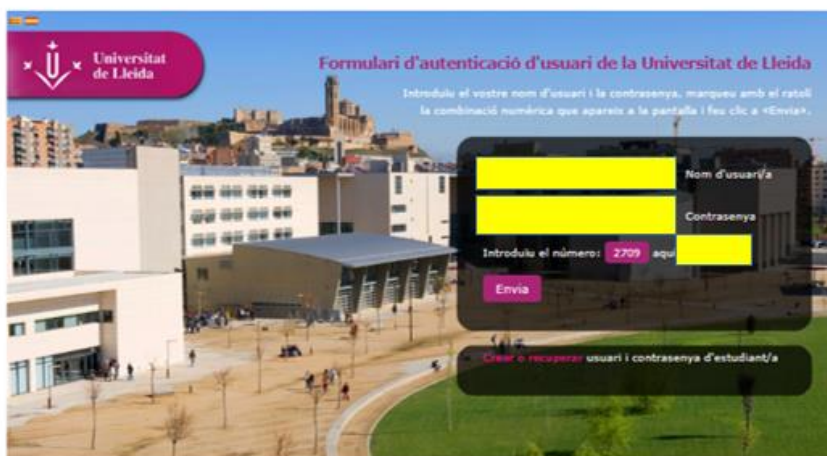 Universitat
de Lleida
Formulari d'autenticació d'usuari de la Universitat de Lleida
Introduïu el vostre nom d'usuari i la contrasenya, marqueu amb el ratolí
la combinació numèrica que apareix a la pantalla i feu clic a «Envia».
Nom d'usuari/a
Contrasenya
Introduïu el número: 2709 aquí
Envia
Crear o recuperar usuari i contrasenya d'estudiant/a